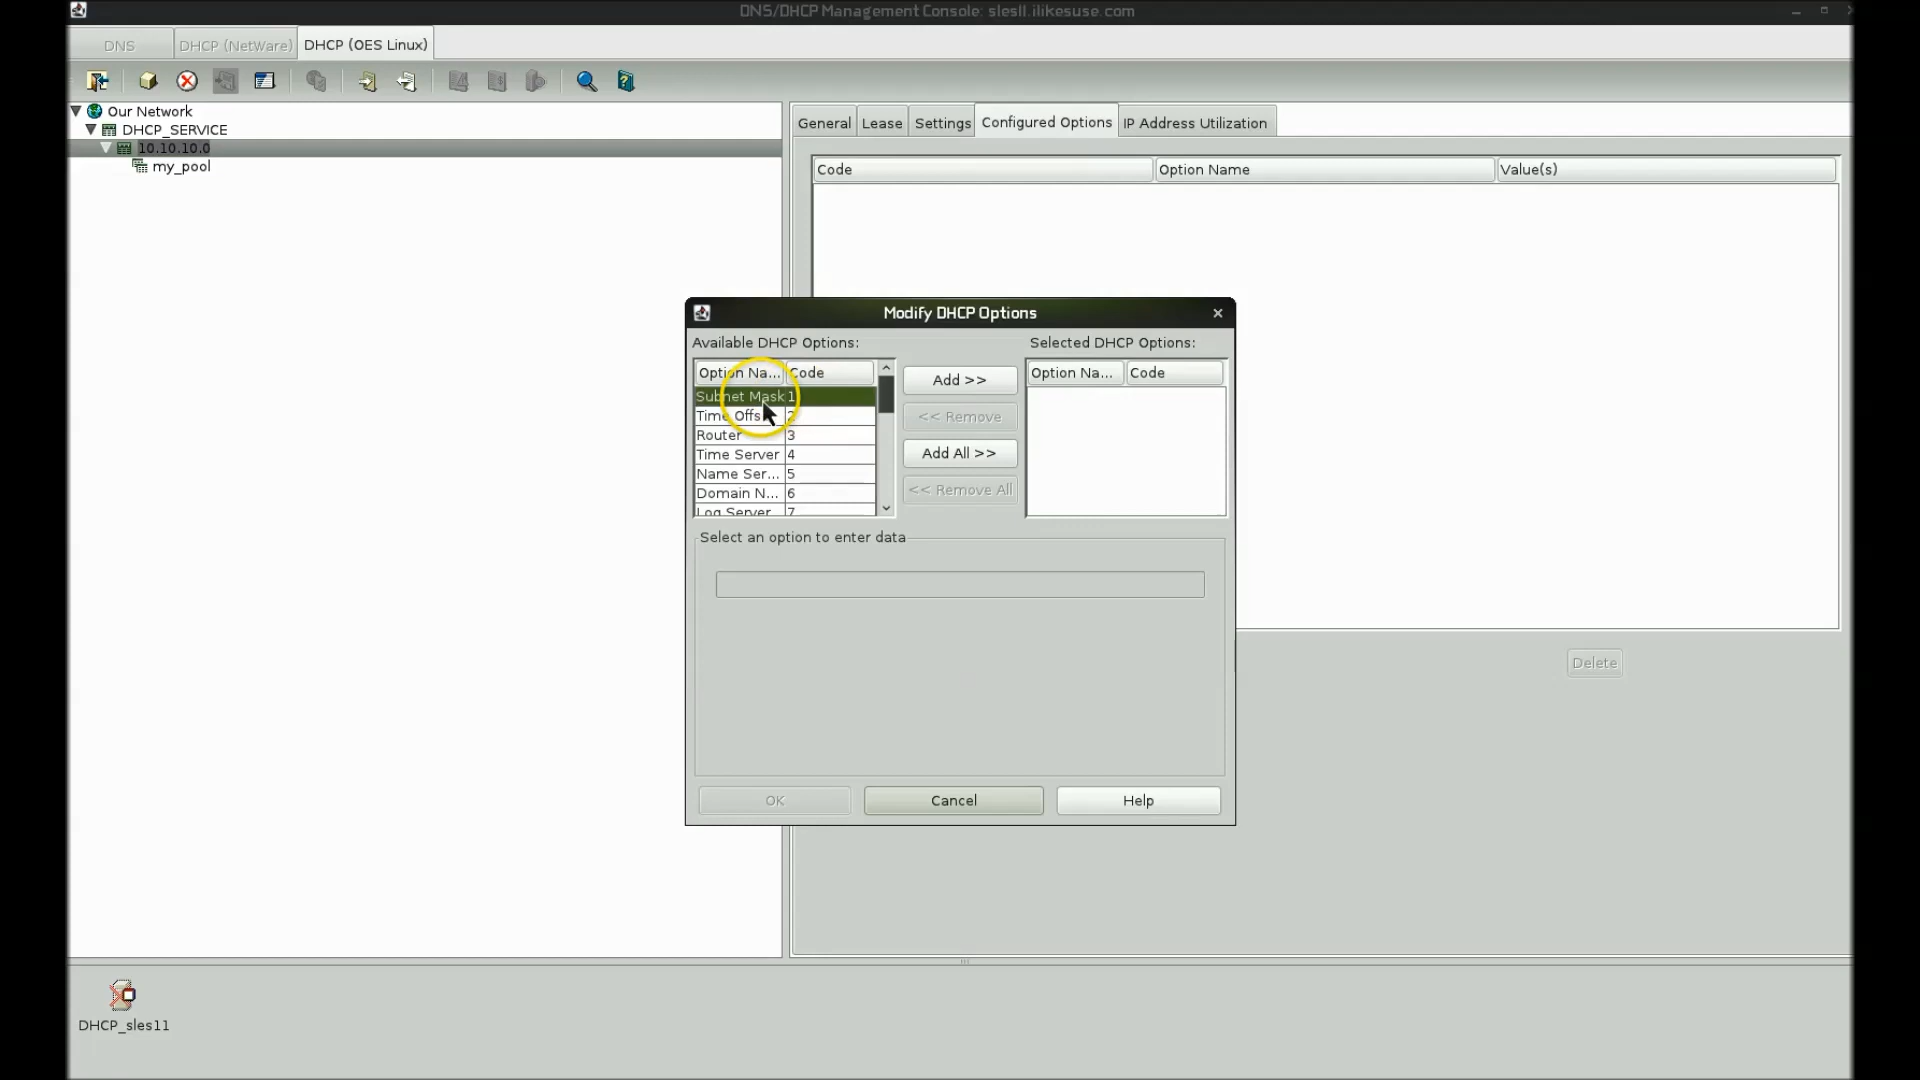 DNS/DHCP Management Console: sles11.ilikesuse.com
DNS
DHCP (NetWare)
DHCP (OES Linux)
Our Network
DHCP_SERVICE
10.10.10.0
my_pool
General
Lease
Settings
Configured Options
IP Address Utilization
Code
Option Name
Value(s)
Modify DHCP Options
Available DHCP Options:
Selected DHCP Options:
Option Na...
Code
Subnet Mask 1
Time Offs
2
Router 3
Time Server 4
Name Ser... 5
Domain N... 6
Log Server 7
Add >>
<< Remove
Add All >>
<< Remove All
Option Na...
Code
Select an option to enter data
OK
Cancel
Help
Delete
DHCP_sles11